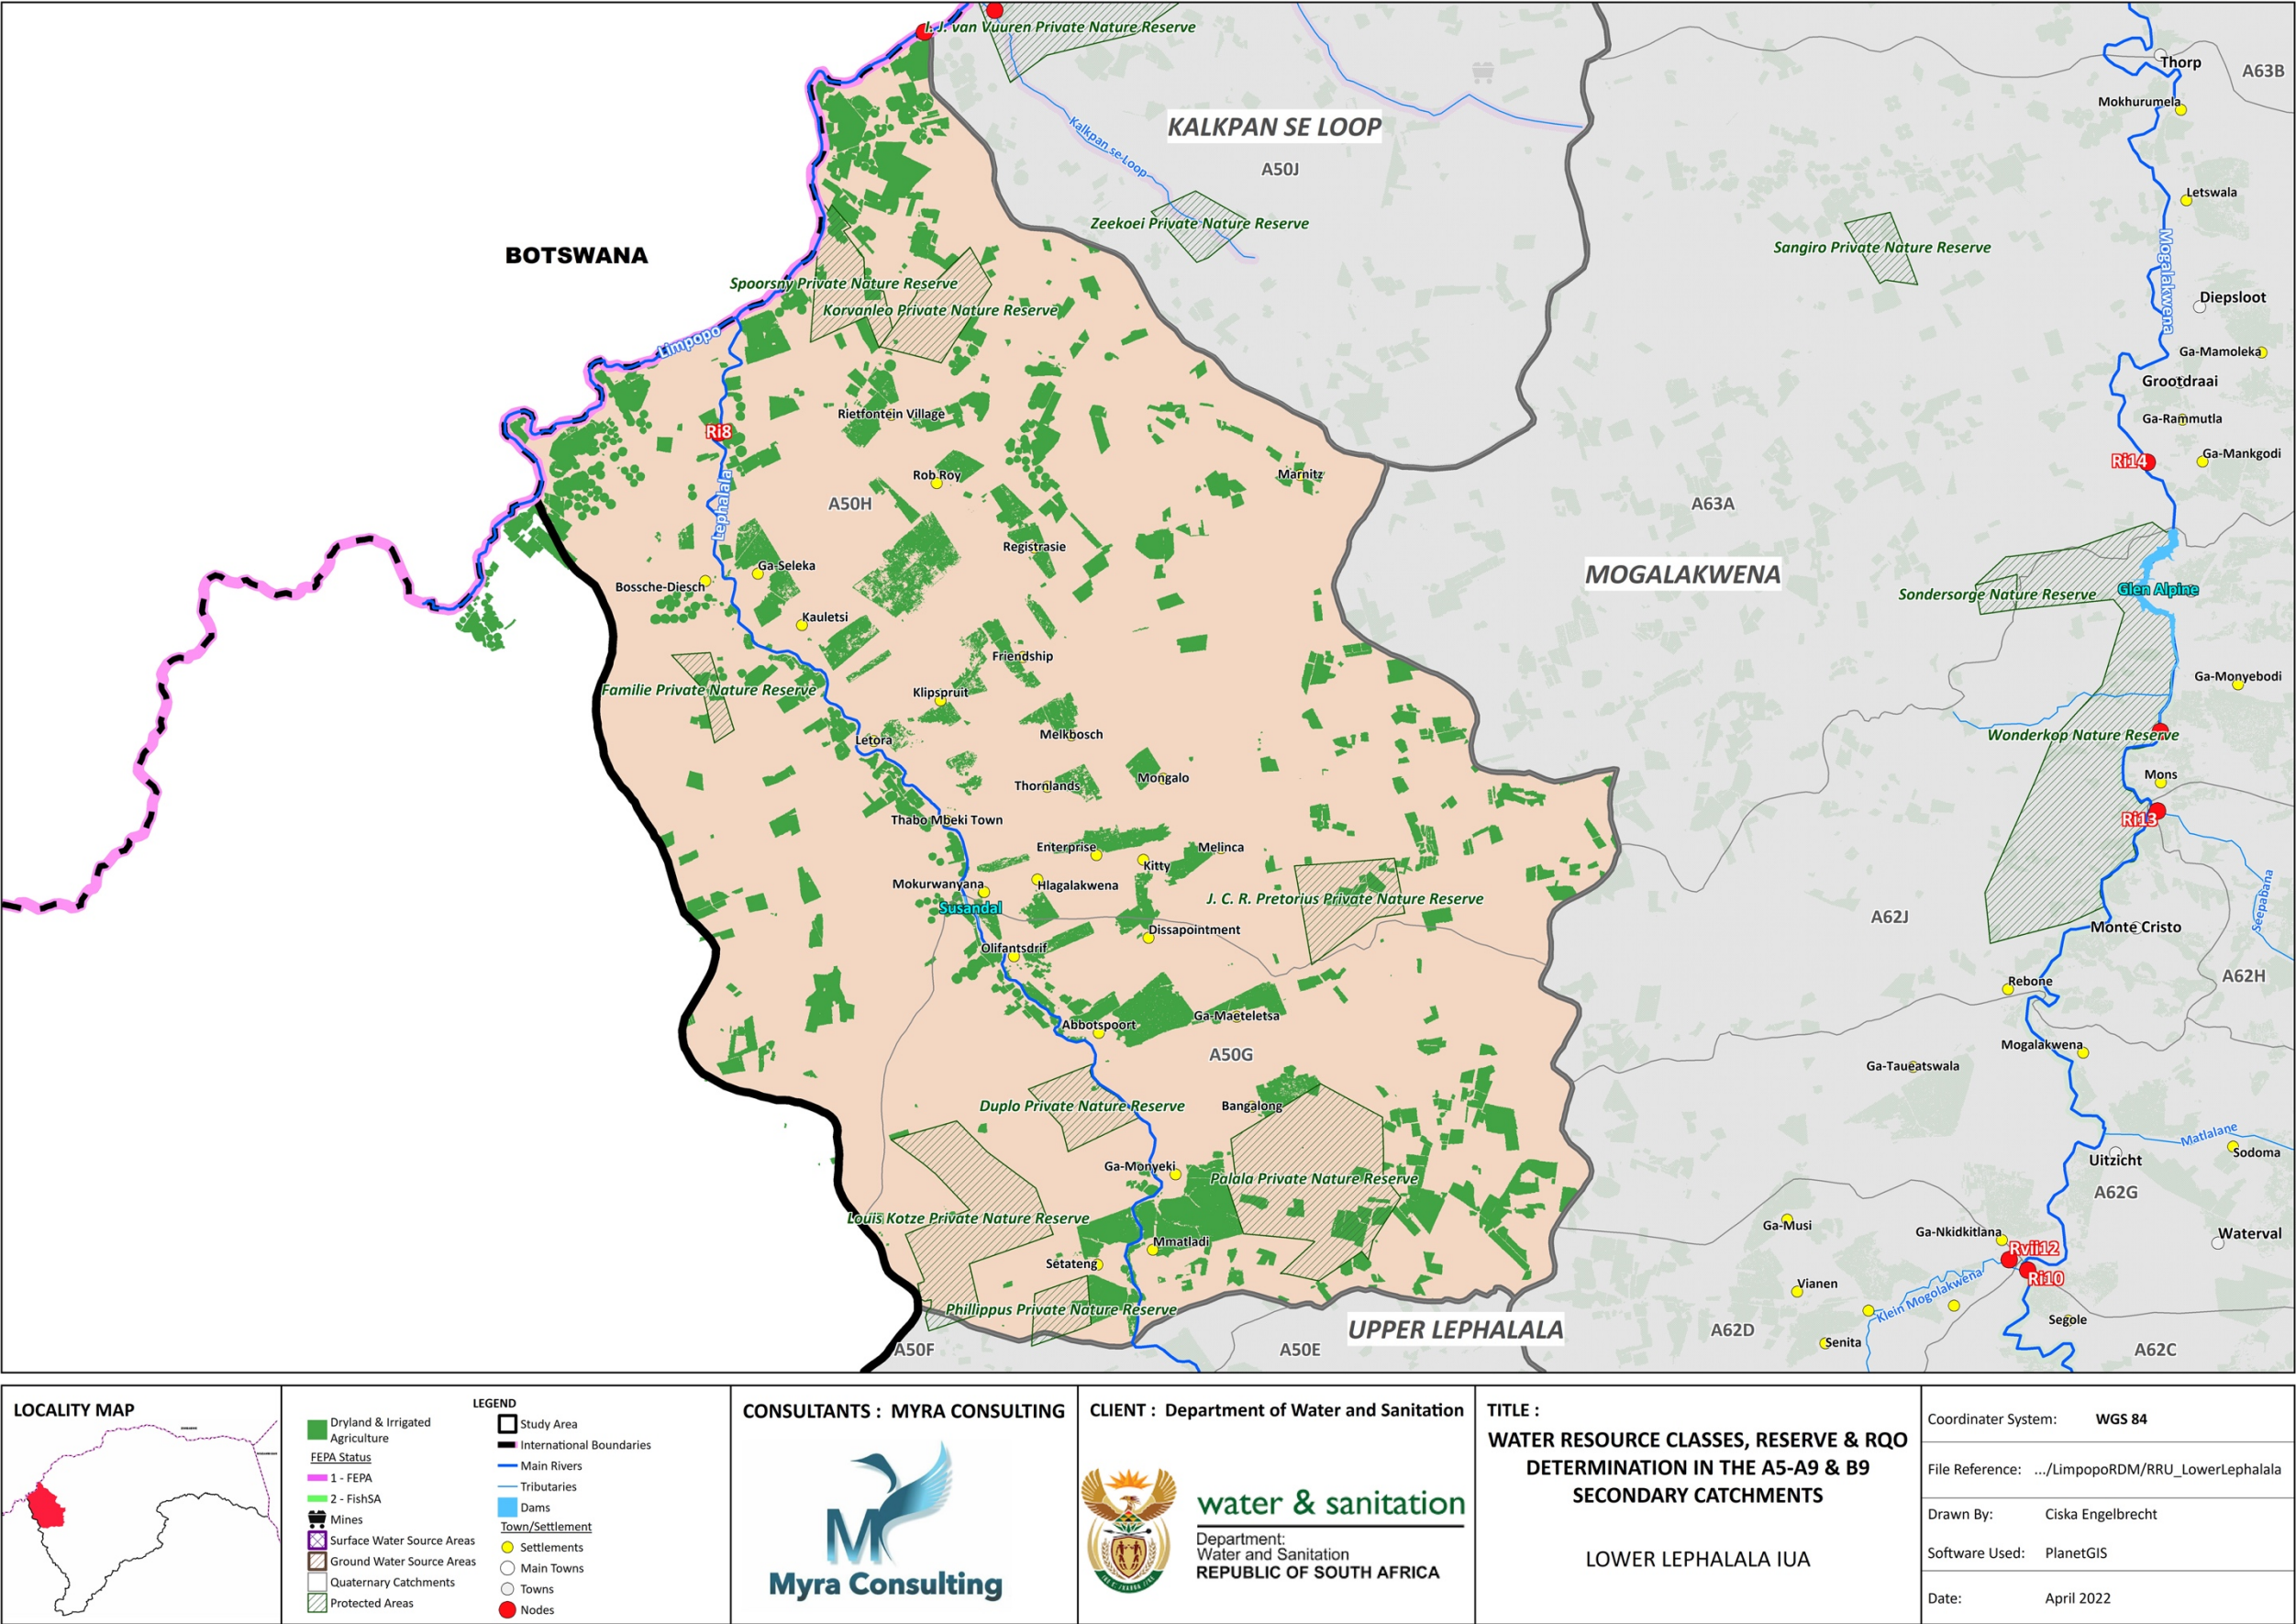 I. J. van Vuuren Private Nature Reserve
Thorp
A63B
Mokhurumela
KALKPAN SE LOOP
Kalkpan se Loop
A50J
Letswala
Zeekoei Private Nature Reserve
Sangiro Private Nature Reserve
Mogalakwena
BOTSWANA
Spoorsny Private Nature Reserve
Diepsloot
Korvanleo Private Nature Reserve
Limpopo
Ga-Mamoleka
Grootdraai
Rietfontein Village
Ga-Rammutla
Ri8
Ga-Mankgodi
Ri14
Rob Roy
Marnitz
Lephalala
A50H
A63A
Registrasie
Ga-Seleka
MOGALAKWENA
Bossche-Diesch
Glen Alpine
Sondersorge Nature Reserve
Kauletsi
Friendship
Ga-Monyebodi
Familie Private Nature Reserve
Klipspruit
Melkbosch
Wonderkop Nature Reserve
Letora
Mons
Mongalo
Thornlands
Thabo Mbeki Town
Ri13
Enterprise
Melinca
Kitty
Mokurwanyana
Hlagalakwena
J. C. R. Pretorius Private Nature Reserve
Seepabana
Susandal
A62J
Dissapointment
Monte Cristo
Olifantsdrif
A62H
Rebone
Ga-Maeteletsa
Abbotspoort
Mogalakwena
A50G
Ga-Taueatswala
Duplo Private Nature Reserve
Bangalong
Matlalane
Sodoma
Uitzicht
Ga-Monyeki
Palala Private Nature Reserve
A62G
Louis Kotze Private Nature Reserve
Ga-Musi
Ga-Nkidkitlana
Waterval
Mmatladi
Rvii12
Setateng
Ri10
Vianen
Klein Mogolakwena
Phillippus Private Nature Reserve
Segole
UPPER LEPHALALA
A62D
Senita
A50F
A50E
A62C
LOCALITY MAP
LEGEND
Dryland & Irrigated
Agriculture
FEPA Status
1 - FEPA
2 - FishSA
Mines
Surface Water Source Areas
Ground Water Source Areas
Quaternary Catchments
Protected Areas
Study Area
International Boundaries
Main Rivers
Tributaries
Dams
Town/Settlement
Settlements
Main Towns
Towns
Nodes
CONSULTANTS : MYRA CONSULTING
M
Myra Consulting
CLIENT : Department of Water and Sanitation
water & sanitation
Department:
Water and Sanitation
REPUBLIC OF SOUTH AFRICA
TITLE :
WATER RESOURCE CLASSES, RESERVE & RQO
DETERMINATION IN THE A5-A9 & B9
SECONDARY CATCHMENTS
LOWER LEPHALALA IUA
Coordinater System: WGS 84
File Reference: .../LimpopoRDM/RRU_LowerLephalala
Drawn By: Ciska Engelbrecht
Software Used: PlanetGIS
Date: April 2022